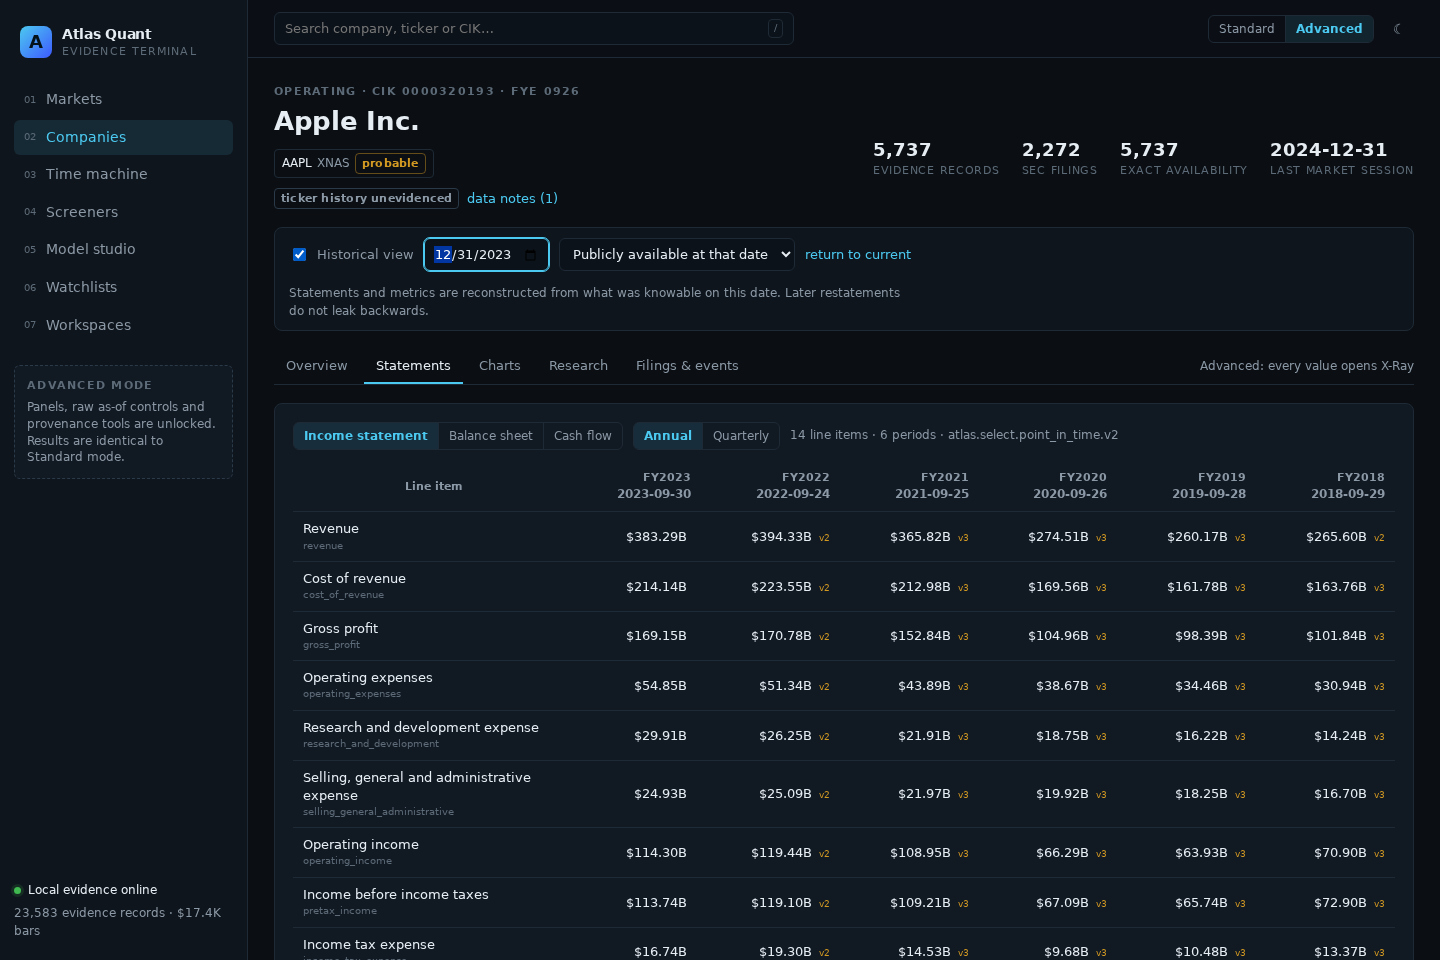 A
Atlas Quant
EVIDENCE TERMINAL
01 Markets
02 Companies
03 Time machine
04 Screeners
05 Model studio
06 Watchlists
07 Workspaces
ADVANCED MODE
Panels, raw as-of controls and
provenance tools are unlocked.
Results are identical to
Standard mode.
Local evidence online
23,583 evidence records · $17.4K
bars
Search company, ticker or CIK... /
Standard Advanced
OPERATING · CIK 0000320193 · FYE 0926
Apple Inc.
AAPL XNAS probable
ticker history unevidenced data notes (1)
5,737 2,272 5,737 2024-12-31
EVIDENCE RECORDS SEC FILINGS EXACT AVAILABILITY LAST MARKET SESSION
Historical view 12/31/2023 Publicly available at that date return to current
Statements and metrics are reconstructed from what was knowable on this date. Later restatements
do not leak backwards.
Overview Statements Charts Research Filings & events Advanced: every value opens X-Ray
Income statement Balance sheet Cash flow Annual Quarterly 14 line items · 6 periods · atlas.select.point_in_time.v2
Line item FY2023 FY2022 FY2021 FY2020 FY2019 FY2018
2023-09-30 2022-09-24 2021-09-25 2020-09-26 2019-09-28 2018-09-29
Revenue
revenue
$383.29B $394.33B v2 $365.82B v3 $274.51B v3 $260.17B v3 $265.60B v2
Cost of revenue
cost_of_revenue
$214.14B $223.55B v2 $212.98B v3 $169.56B v3 $161.78B v3 $163.76B v3
Gross profit
gross_profit
$169.15B $170.78B v2 $152.84B v3 $104.96B v3 $98.39B v3 $101.84B v3
Operating expenses
operating_expenses
$54.85B $51.34B v2 $43.89B v3 $38.67B v3 $34.46B v3 $30.94B v3
Research and development expense
research_and_development
$29.91B $26.25B v2 $21.91B v3 $18.75B v3 $16.22B v3 $14.24B v3
Selling, general and administrative
expense
selling_general_administrative
$24.93B $25.09B v2 $21.97B v3 $19.92B v3 $18.25B v3 $16.70B v3
Operating income
operating_income
$114.30B $119.44B v2 $108.95B v3 $66.29B v3 $63.93B v3 $70.90B v3
Income before income taxes
pretax_income
$113.74B $119.10B v2 $109.21B v3 $67.09B v3 $65.74B v3 $72.90B v3
Income tax expense
$16.74B $19.30B v2 $14.53B v3 $9.68B v3 $10.48B v3 $13.37B v3